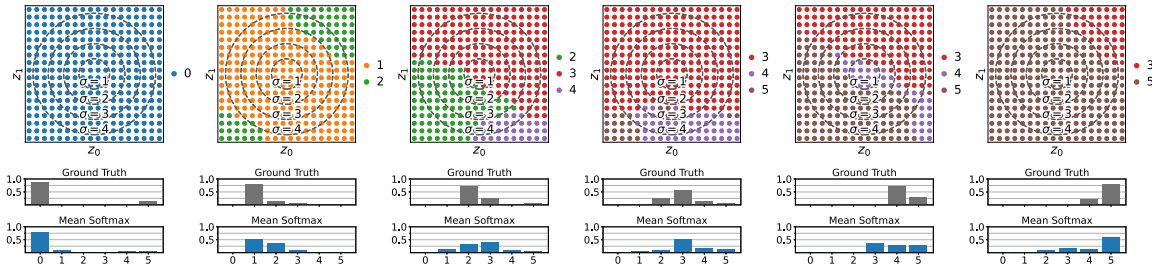 z1
σ=1
σ=2
σ=3
σ=4
z0
0
z1
σ=1
σ=2
σ=3
σ=4
z0
1
2
z1
σ=1
σ=2
σ=3
σ=4
z0
2
3
4
z1
σ=1
σ=2
σ=3
σ=4
z0
3
4
5
z1
σ=1
σ=2
σ=3
σ=4
z0
3
4
5
z1
σ=1
σ=2
σ=3
σ=4
z0
3
5
Ground Truth Ground Truth Ground Truth Ground Truth Ground Truth Ground Truth
1.0 1.0 1.0 1.0 1.0 1.0
0.5 0.5 0.5 0.5 0.5 0.5
Mean Softmax Mean Softmax Mean Softmax Mean Softmax Mean Softmax Mean Softmax
1.0 1.0 1.0 1.0 1.0 1.0
0.5 0.5 0.5 0.5 0.5 0.5
0 1 2 3 4 5 0 1 2 3 4 5 0 1 2 3 4 5 0 1 2 3 4 5 0 1 2 3 4 5 0 1 2 3 4 5